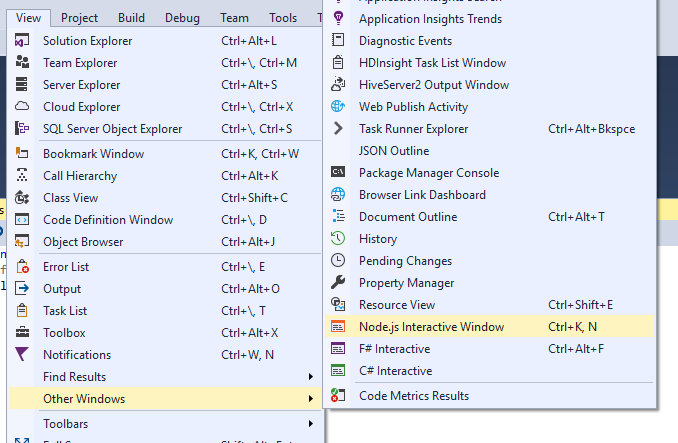 View Project Build Debug Team Tools
Solution Explorer Ctrl+Alt+L
Team Explorer Ctrl+\, Ctrl+M
Server Explorer Ctrl+Alt+S
Cloud Explorer Ctrl+\, Ctrl+X
SQL Server Object Explorer Ctrl+\, Ctrl+S
Bookmark Window Ctrl+K, Ctrl+W
Call Hierarchy Ctrl+Alt+K
Class View Ctrl+Shift+C
Code Definition Window Ctrl+\, D
Object Browser Ctrl+Alt+J
Error List Ctrl+\, E
Output Ctrl+Alt+O
Task List Ctrl+\, T
Toolbox Ctrl+Alt+X
Notifications Ctrl+W, N
Find Results
Other Windows
Toolbars
Application Insights Trends
Diagnostic Events
HDInsight Task List Window
HiveServer2 Output Window
Web Publish Activity
Task Runner Explorer Ctrl+Alt+Bkspce
JSON Outline
Package Manager Console
Browser Link Dashboard
Document Outline Ctrl+Alt+T
History
Pending Changes
Property Manager
Resource View Ctrl+Shift+E
Node.js Interactive Window Ctrl+K, N
F# Interactive Ctrl+Alt+F
C# Interactive
Code Metrics Results